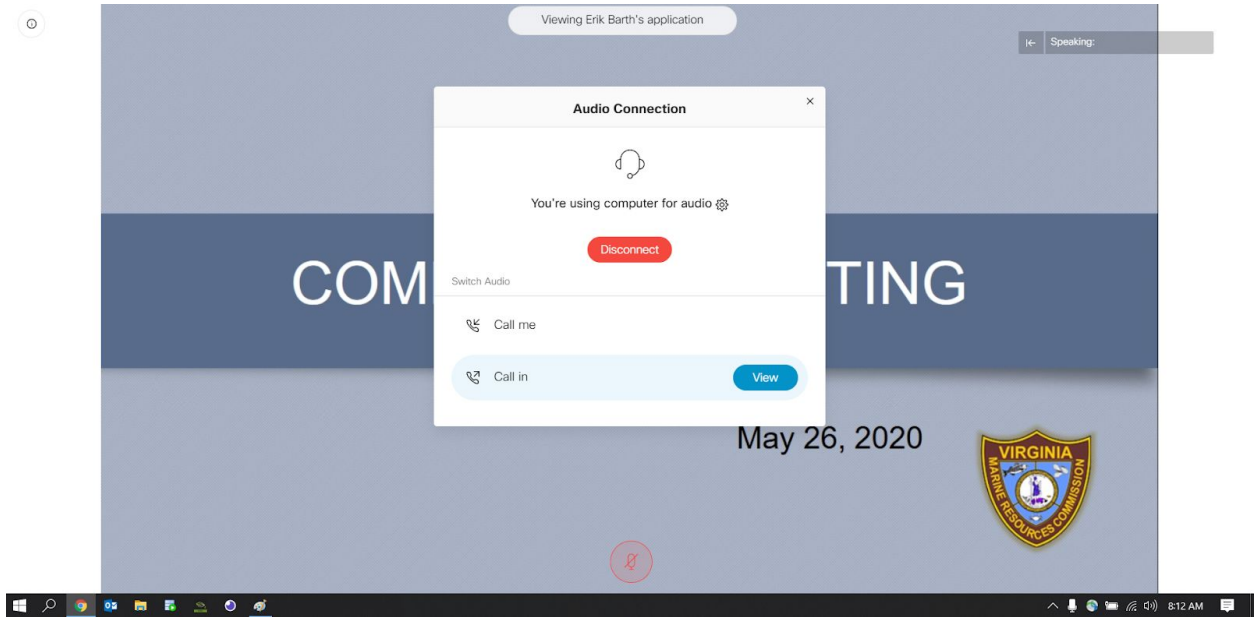 Viewing Erik Barth's application
Speaking:
Audio Connection
You're using computer for audio
Disconnect
Switch Audio
Call me
Call in
View
COM
TING
May 26, 2020
VIRGINIA
MARINE RESOURCES COMMISSION
8:12 AM